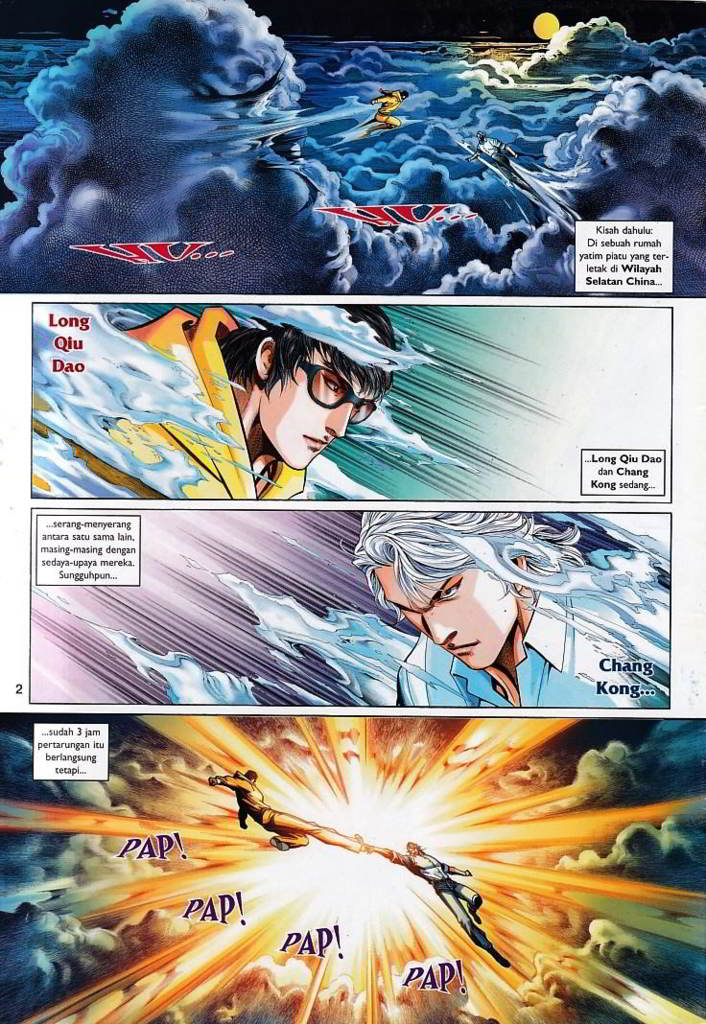 YU...
YU...
Kisah dahulu:
Di sebuah rumah
yatim piatu yang ter-
letak di Wilayah
Selatan China...
Long
Qiu
Dao
...Long Qiu Dao
dan Chang
Kong sedang...
...serang-menyerang
antara satu sama lain,
masing-masing dengan
sedaya-upaya mereka.
Sungguhpun...
Chang
Kong...
2
...sudah 3 jam
pertarungan itu
berlangsung
tetapi...
PAP!
PAP!
PAP!
PAP!